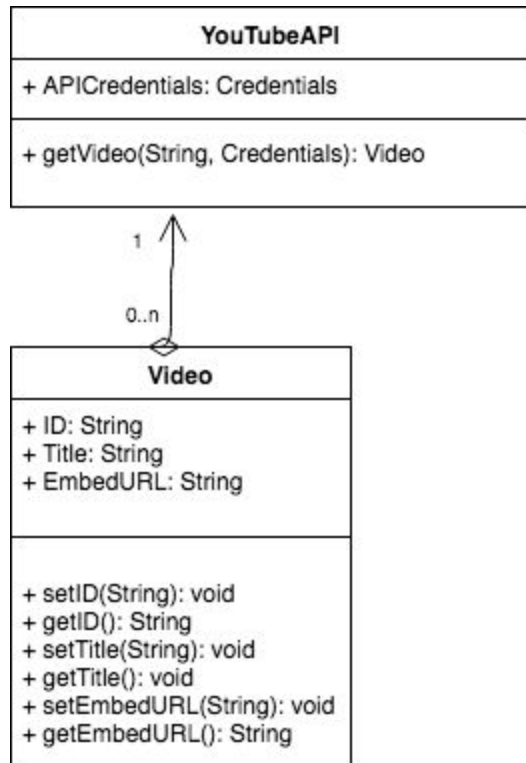 YouTubeAPI
+ APICredentials: Credentials
+ getVideo(String, Credentials): Video
1
0..n
Video
+ ID: String
+ Title: String
+ EmbedURL: String
+ setID(String): void
+ getID(): String
+ setTitle(String): void
+ getTitle(): void
+ setEmbedURL(String): void
+ getEmbedURL(): String